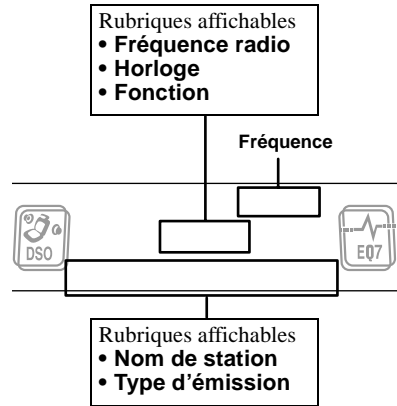 Rubriques affichables
• Fréquence radio
• Horloge
• Fonction
Fréquence
DSO
EQ7
Rubriques affichables
• Nom de station
• Type d'émission